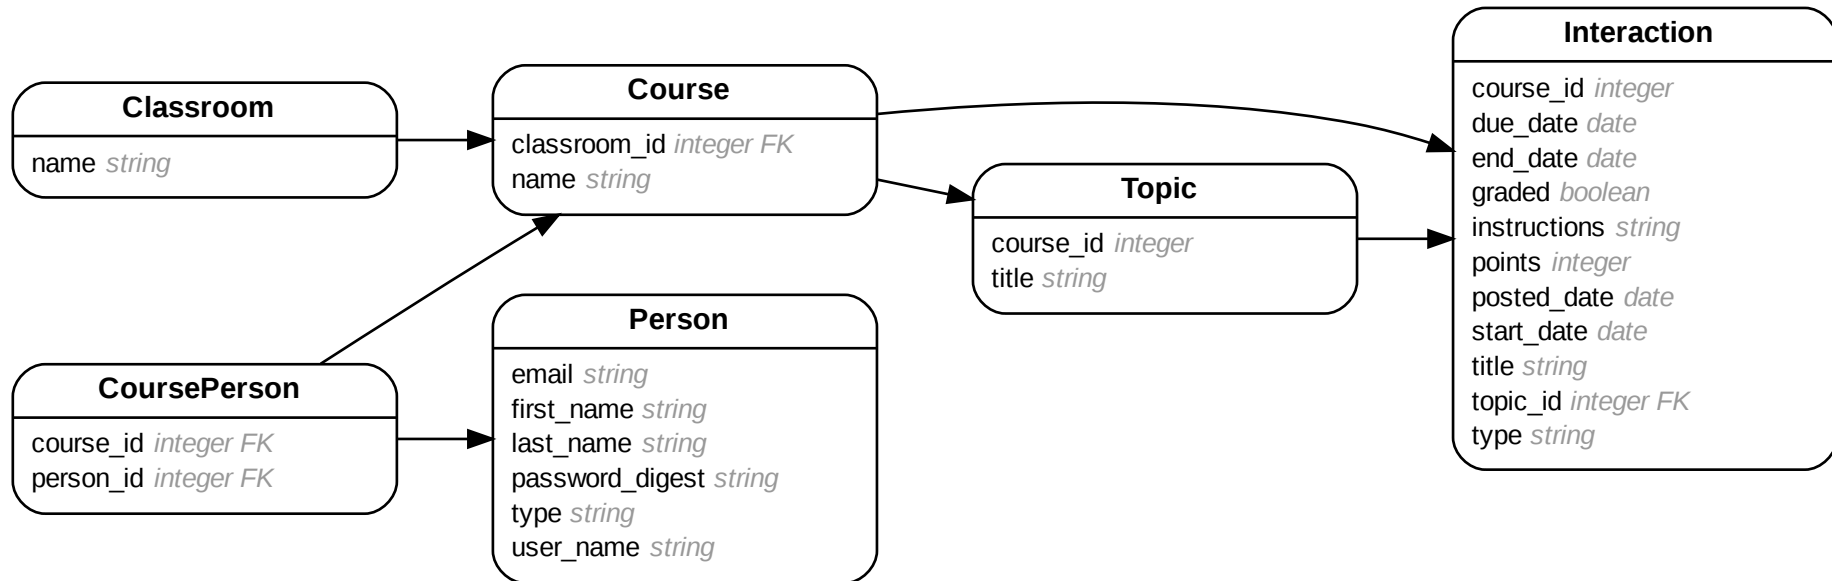 Classroom
name string
Course
classroom_id integer FK
name string
CoursePerson
course_id integer FK
person_id integer FK
Person
email string
first_name string
last_name string
password_digest string
type string
user_name string
Topic
course_id integer
title string
Interaction
course_id integer
due_date date
end_date date
graded boolean
instructions string
points integer
posted_date date
start_date date
title string
topic_id integer FK
type string